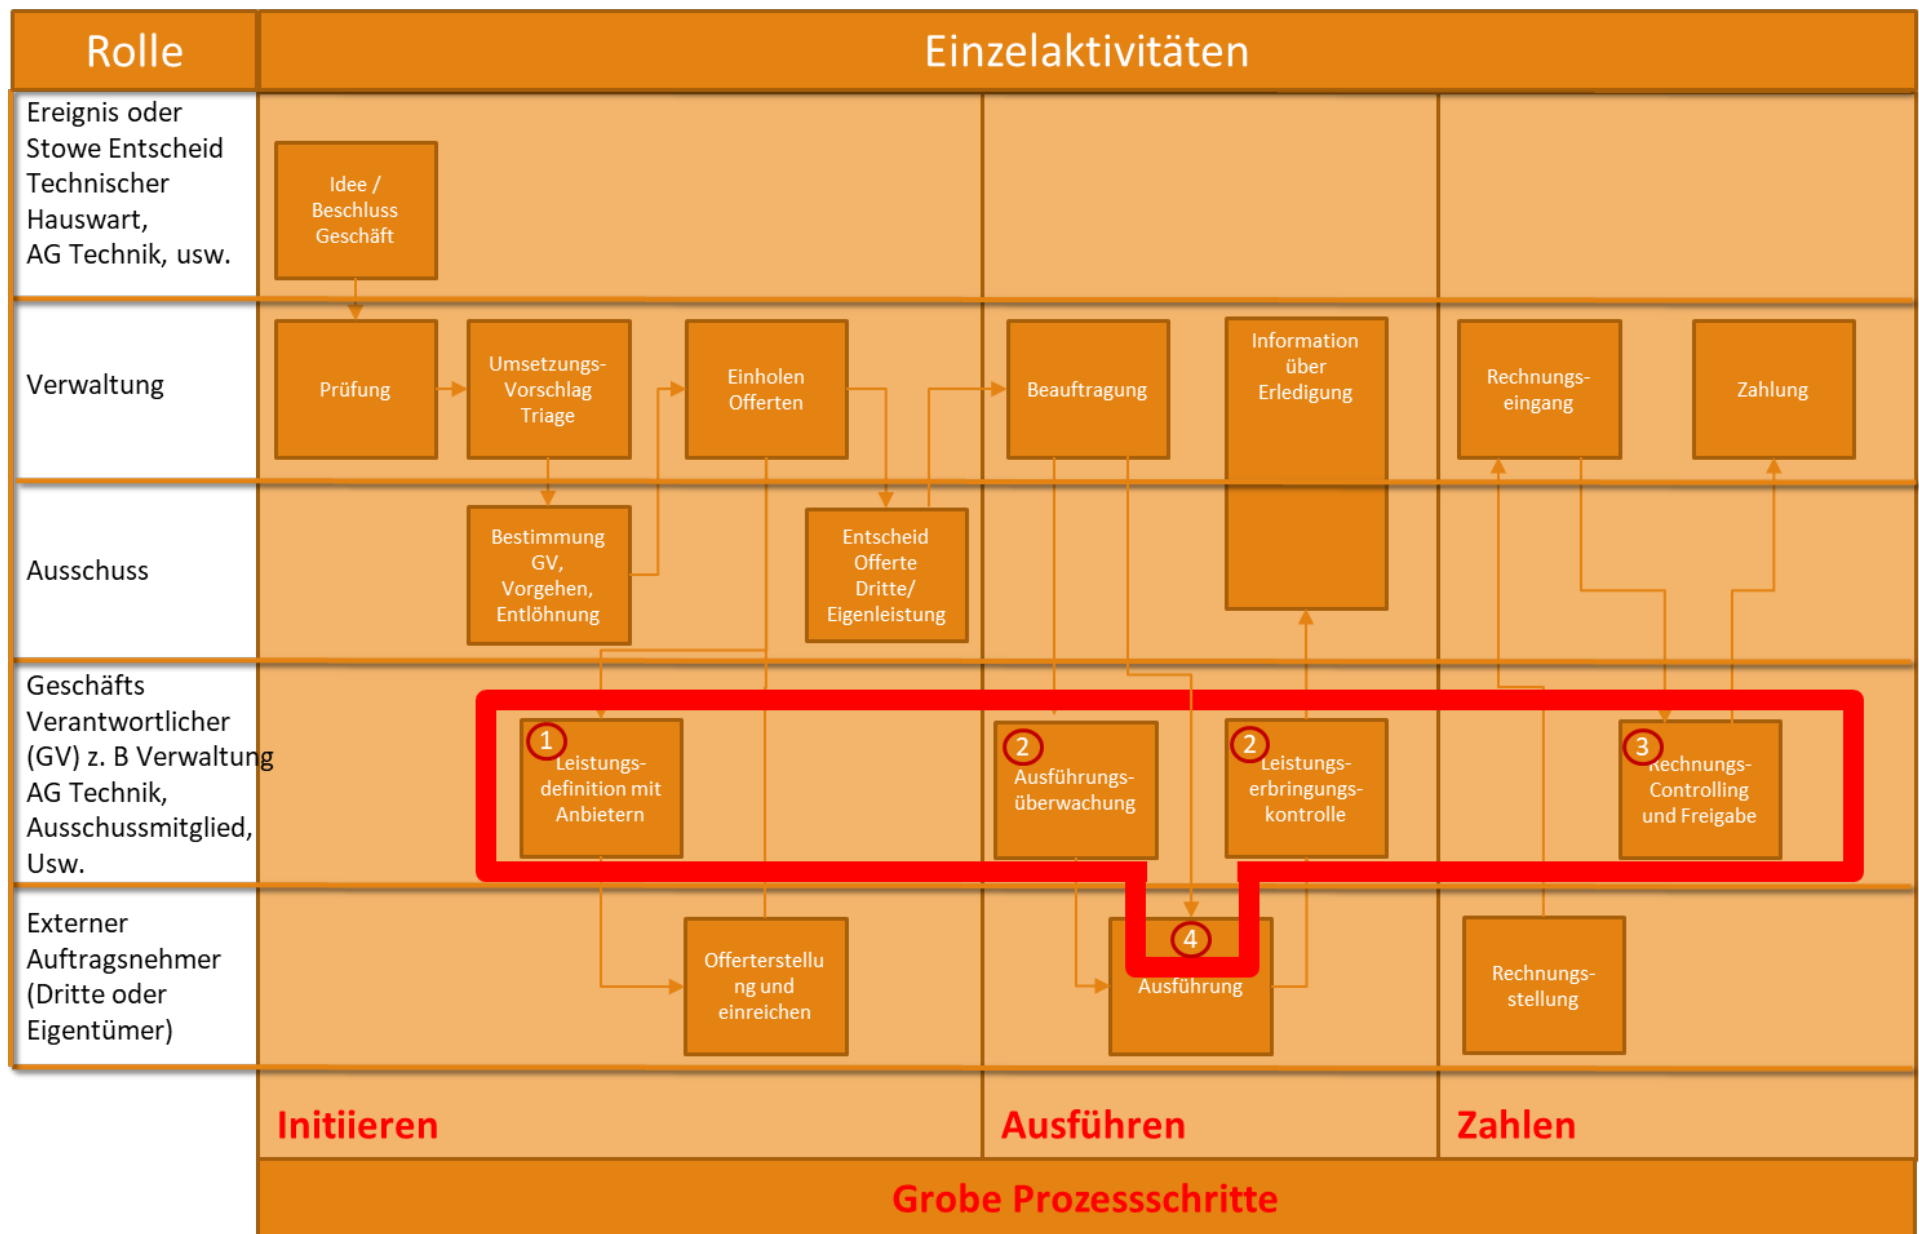 Rolle
Einzelaktivitäten
Ereignis oder
Stowe Entscheid
Technischer
Hauswart,
AG Technik, usw.
Idee /
Beschluss
Geschäft
Verwaltung
Prüfung
Umsetzungs-
Vorschlag
Triage
Einholen
Offerten
Beauftragung
Information
über
Erledigung
Rechnungs-
eingang
Zahlung
Ausschuss
Bestimmung
GV,
Vorgehen,
Entlöhnung
Entscheid
Offerte
Dritte/
Eigenleistung
Geschäfts
Verantwortlicher
(GV) z. B Verwaltung
AG Technik,
Ausschussmitglied,
Usw.
1
Leistungs-
definition mit
Anbietern
2
Ausführungs-
überwachung
2
Leistungs-
erbringungs-
kontrolle
3
Rechnungs-
Controlling
und Freigabe
Externer
Auftragsnehmer
(Dritte oder
Eigentümer)
Offerterstellu
ng und
einreichen
4
Ausführung
Rechnungs-
stellung
Initiieren
Ausführen
Zahlen
Grobe Prozessschritte